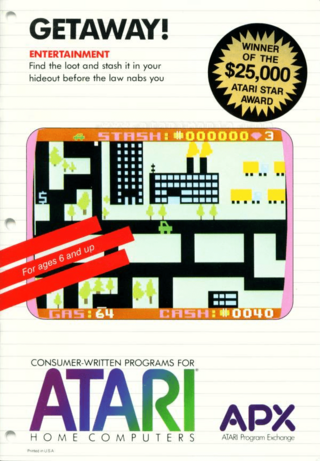 GETAWAY!
ENTERTAINMENT
Find the loot and stash it in your
hideout before the law nabs you
WINNER
OF THE
$25,000
ATARI STAR
AWARD
STASH:⌗000000 3
$
For ages 6 and up
GAS:64 CASH:⌗0040
CONSUMER-WRITTEN PROGRAMS FOR
ATARI®
HOME COMPUTERS
APX
ATARI Program Exchange
Printed in U.S.A.